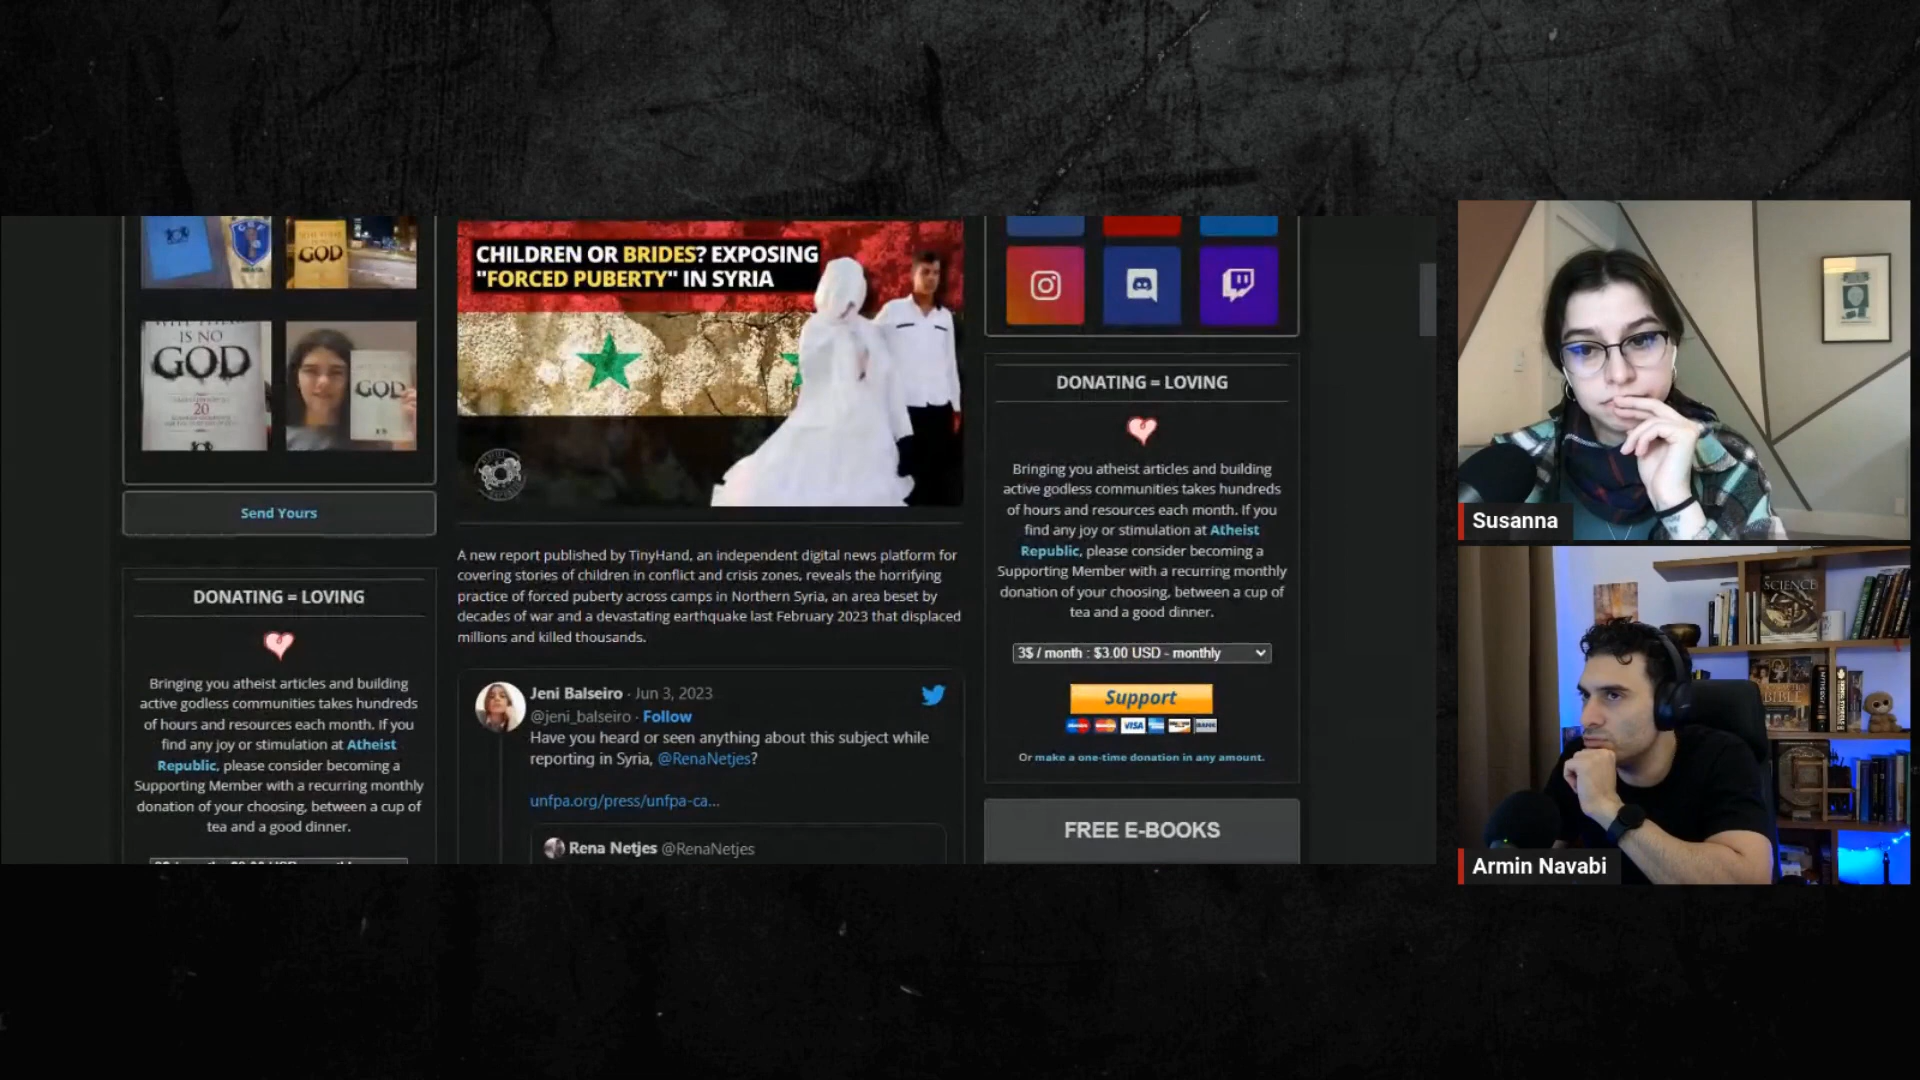 GOD
IS NO
GOD
20
GOD
Send Yours
DONATING = LOVING
Bringing you atheist articles and building
active godless communities takes hundreds
of hours and resources each month. If you
find any joy or stimulation at Atheist
Republic, please consider becoming a
Supporting Member with a recurring monthly
donation of your choosing, between a cup of
tea and a good dinner.
CHILDREN OR BRIDES? EXPOSING
"FORCED PUBERTY" IN SYRIA
A new report published by TinyHand, an independent digital news platform for
covering stories of children in conflict and crisis zones, reveals the horrifying
practice of forced puberty across camps in Northern Syria, an area beset by
decades of war and a devastating earthquake last February 2023 that displaced
millions and killed thousands.
Jeni Balseiro · Jun 3, 2023
@jeni_balseiro · Follow
Have you heard or seen anything about this subject while
reporting in Syria, @RenaNetjes?
unfpa.org/press/unfpa-ca...
Rena Netjes @RenaNetjes
DONATING = LOVING
Bringing you atheist articles and building
active godless communities takes hundreds
of hours and resources each month. If you
find any joy or stimulation at Atheist
Republic, please consider becoming a
Supporting Member with a recurring monthly
donation of your choosing, between a cup of
tea and a good dinner.
3$ / month : $3.00 USD - monthly
Support
VISA
BANK
Or make a one-time donation in any amount.
FREE E-BOOKS
Susanna
SCIENCE
BIBLE
Armin Navabi